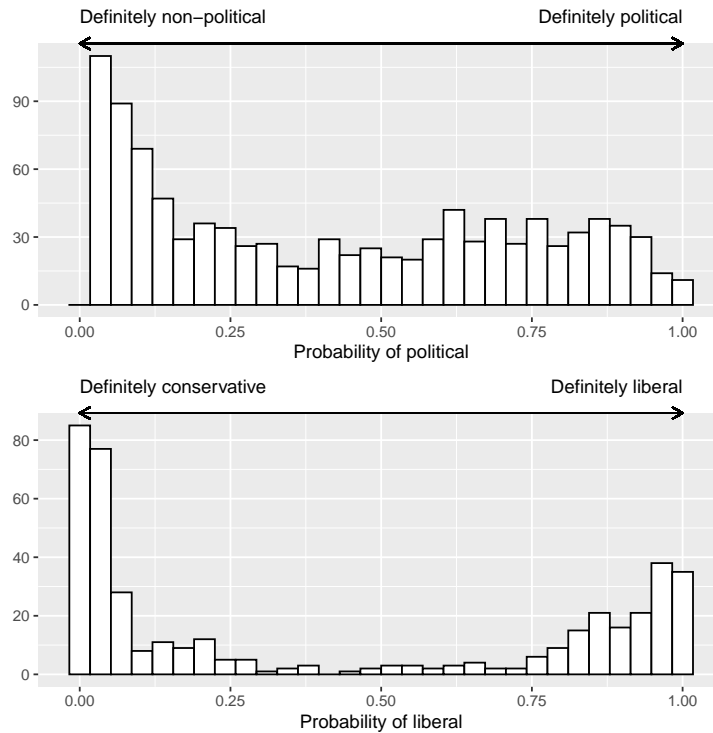 Definitely non−political Definitely political
90
60
30
0
0.00 0.25 0.50 0.75 1.00
Probability of political
Definitely conservative Definitely liberal
80
60
40
20
0
0.00 0.25 0.50 0.75 1.00
Probability of liberal